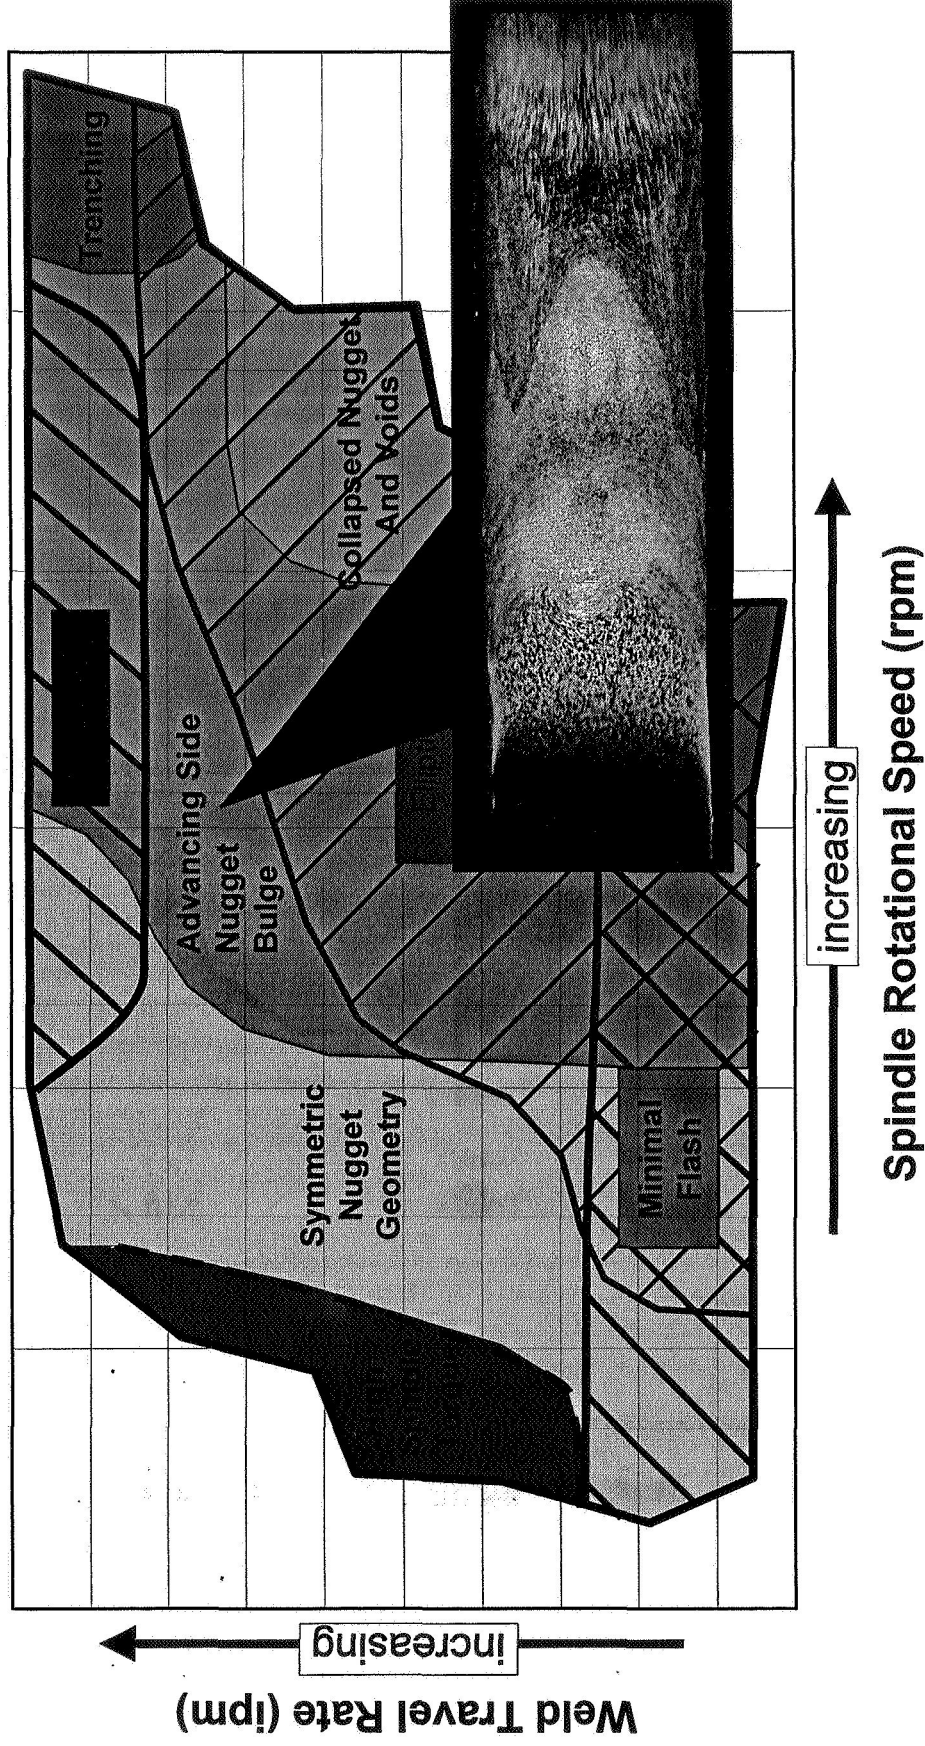 Weld Travel Rate (ipm)
increasing
Trenching
Advancing Side
Nugget
Bulge
Collapsed Nugget
And Voids
Symmetric
Nugget
Geometry
Minimal
Flash
increasing
Spindle Rotational Speed (rpm)